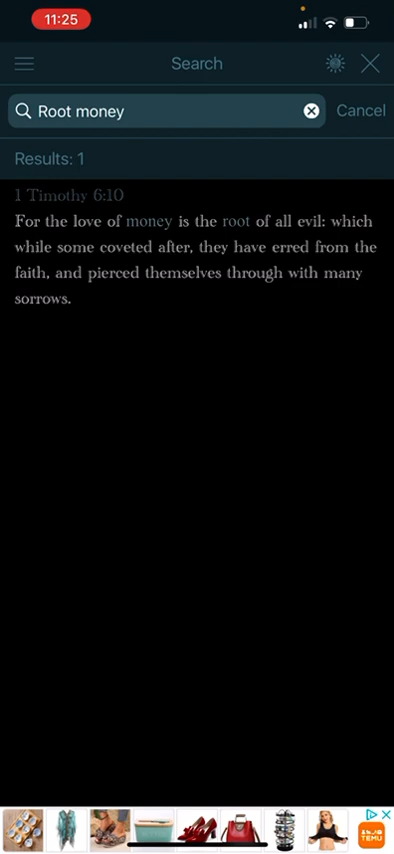 11:25
Search
Root money
Cancel
Results: 1
1 Timothy 6:10
For the love of money is the root of all evil: which
while some coveted after, they have erred from the
faith, and pierced themselves through with many
sorrows.
TEMU